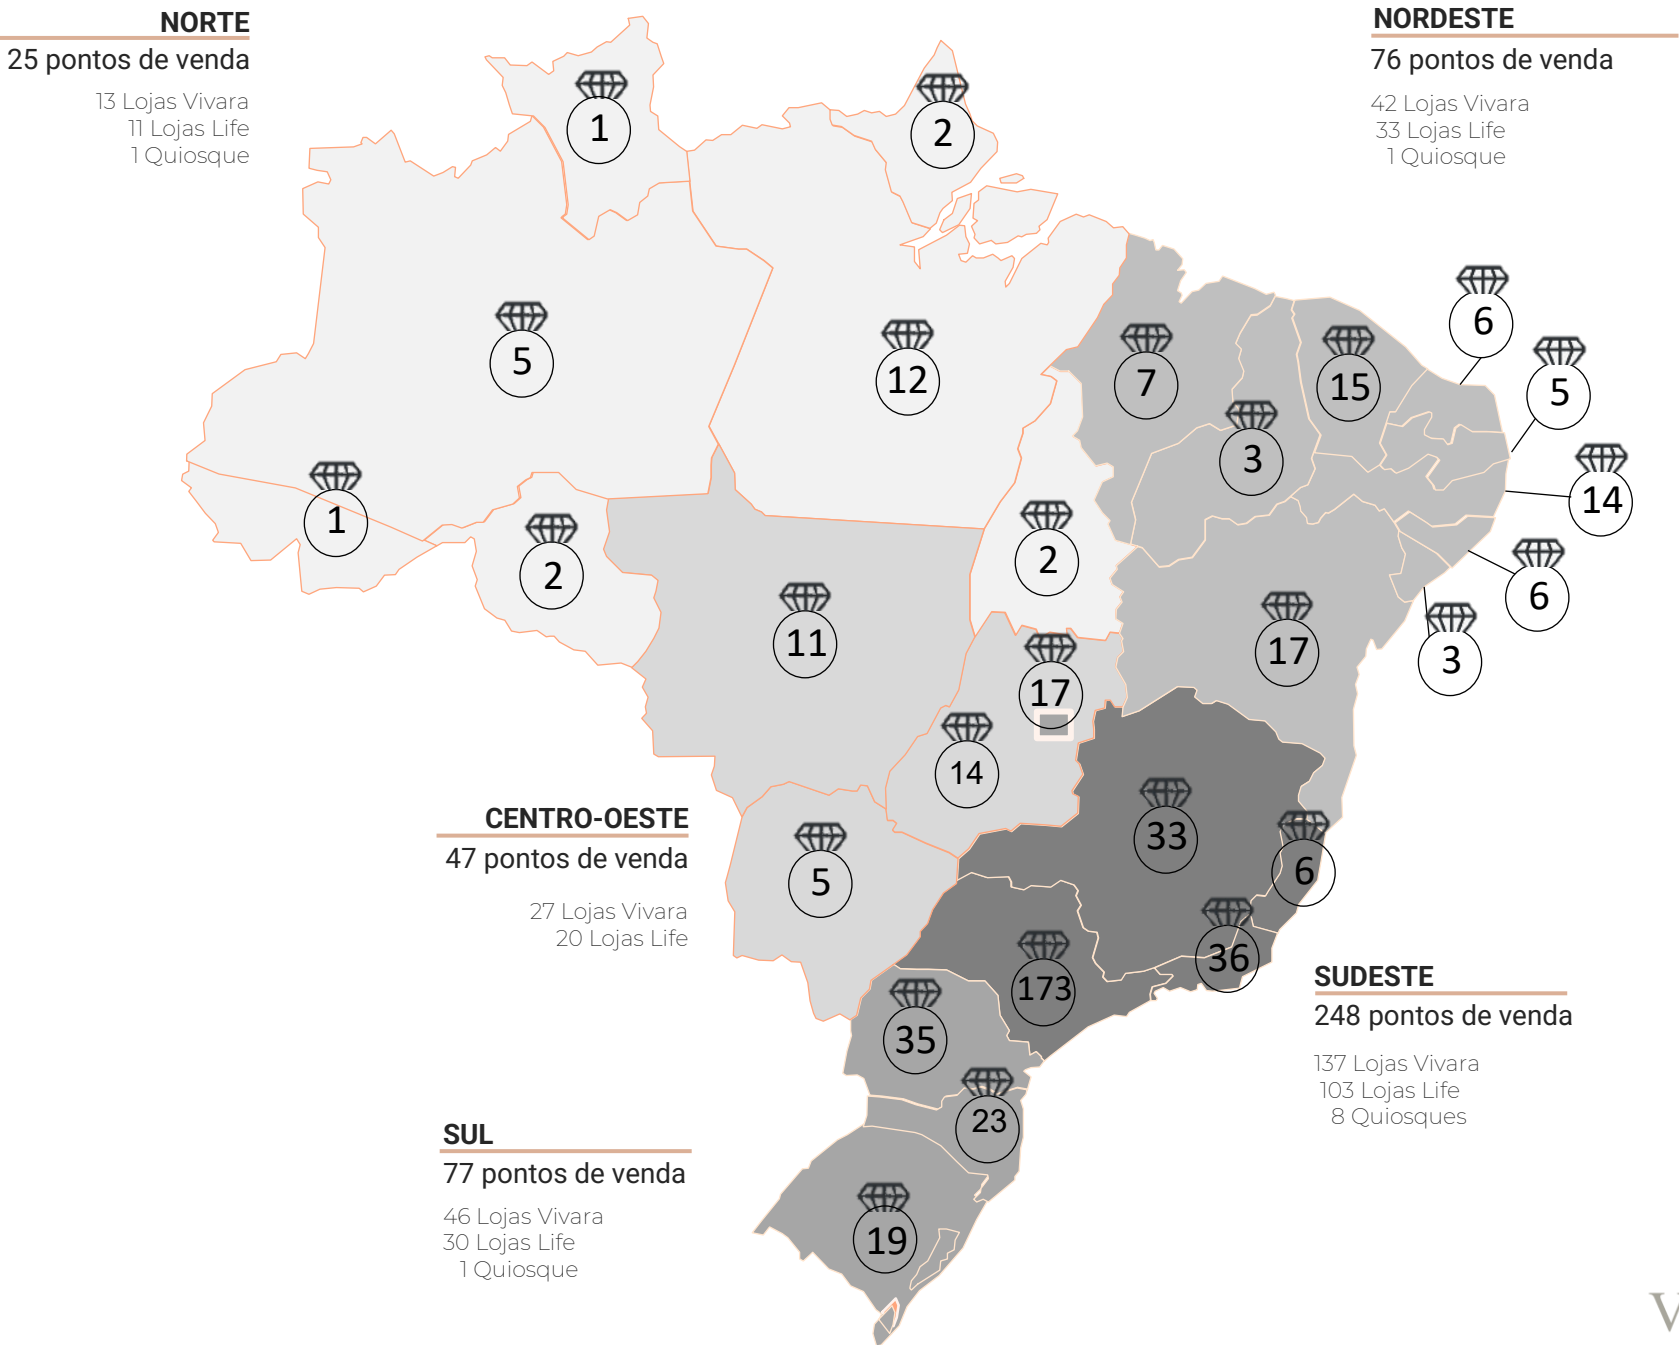 NORTE
25 pontos de venda
13 Lojas Vivara
11 Lojas Life
1 Quiosque
NORDESTE
76 pontos de venda
42 Lojas Vivara
33 Lojas Life
1 Quiosque
1
2
6
5
12
7
15
5
3
14
1
2
2
6
11
17
3
17
14
CENTRO-OESTE
47 pontos de venda
27 Lojas Vivara
20 Lojas Life
5
33
6
36
173
35
SUDESTE
248 pontos de venda
137 Lojas Vivara
103 Lojas Life
8 Quiosques
23
SUL
77 pontos de venda
46 Lojas Vivara
30 Lojas Life
1 Quiosque
19
V